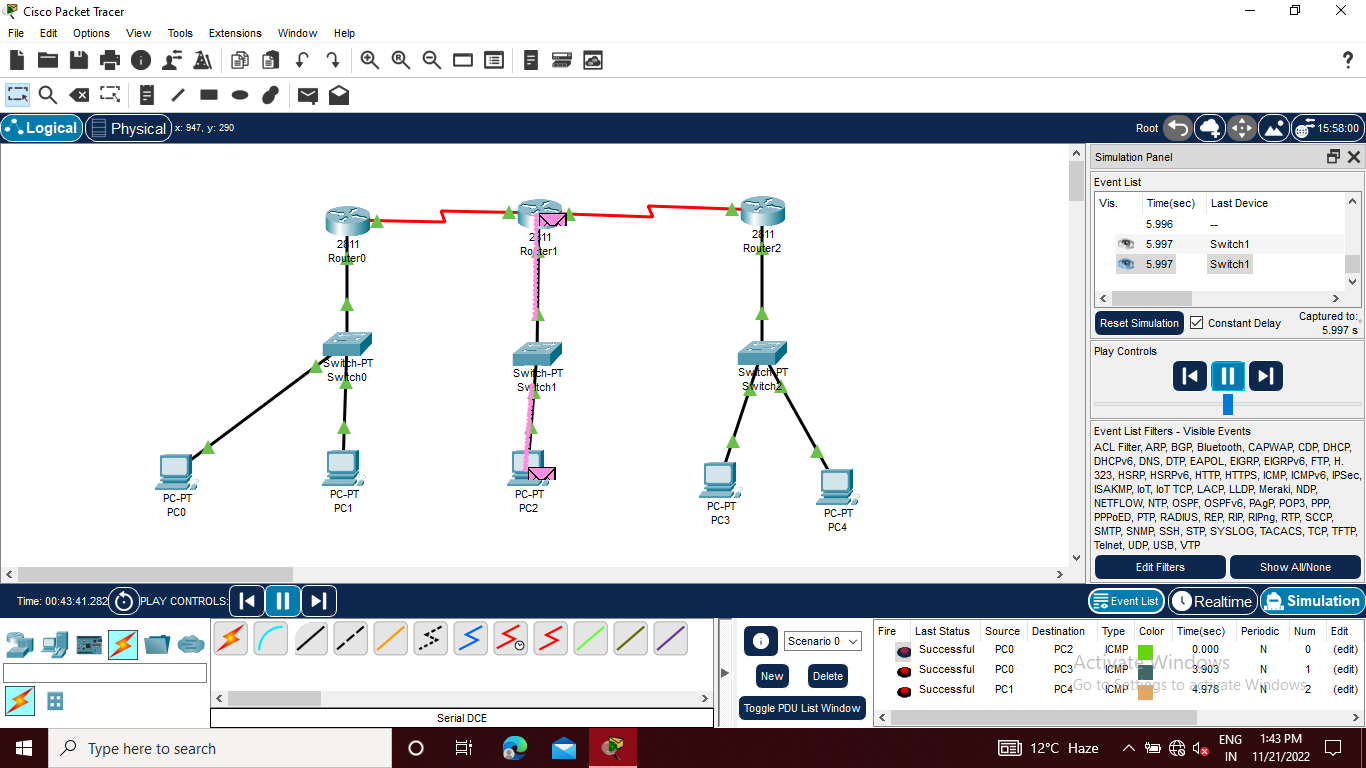 Cisco Packet Tracer
File Edit Options View Tools Extensions Window Help
Logical Physical x: 947, y: 290 Root 15:58:00
Simulation Panel
Event List
Vis. Time(sec) Last Device
5.996 --
5.997 Switch1
5.997 Switch1
Reset Simulation Constant Delay Captured to:
5.997 s
Play Controls
Event List Filters - Visible Events
ACL Filter, ARP, BGP, Bluetooth, CAPWAP, CDP, DHCP,
DHCPv6, DNS, DTP, EAPOL, EIGRP, EIGRPv6, FTP, H.
323, HSRP, HSRPv6, HTTP, HTTPS, ICMP, ICMPv6, IPSec,
ISAKMP, IoT, IoT TCP, LACP, LLDP, Meraki, NDP,
NETFLOW, NTP, OSPF, OSPFv6, PAgP, POP3, PPP,
PPPoED, PTP, RADIUS, REP, RIP, RIPng, RTP, SCCP,
SMTP, SNMP, SSH, STP, SYSLOG, TACACS, TCP, TFTP,
Telnet, UDP, USB, VTP
Edit Filters Show All/None
2811
Router0
2811
Router1
2811
Router2
Switch-PT
Switch0
Switch-PT
Switch1
Switch-PT
Switch2
PC-PT
PC0
PC-PT
PC1
PC-PT
PC2
PC-PT
PC3
PC-PT
PC4
Time: 00:43:41.282 PLAY CONTROLS: Event List Realtime Simulation
Serial DCE
Scenario 0
New Delete
Toggle PDU List Window
Fire Last Status Source Destination Type Color Time(sec) Periodic Num Edit
Successful PC0 PC2 ICMP 0.000 N 0 (edit)
Successful PC0 PC3 ICMP 3.903 N 1 (edit)
Successful PC1 PC4 ICMP 4.978 N 2 (edit)
Activate Windows
Go to Settings to activate Windows.
Type here to search
12°C Haze
ENG
IN
1:43 PM
11/21/2022